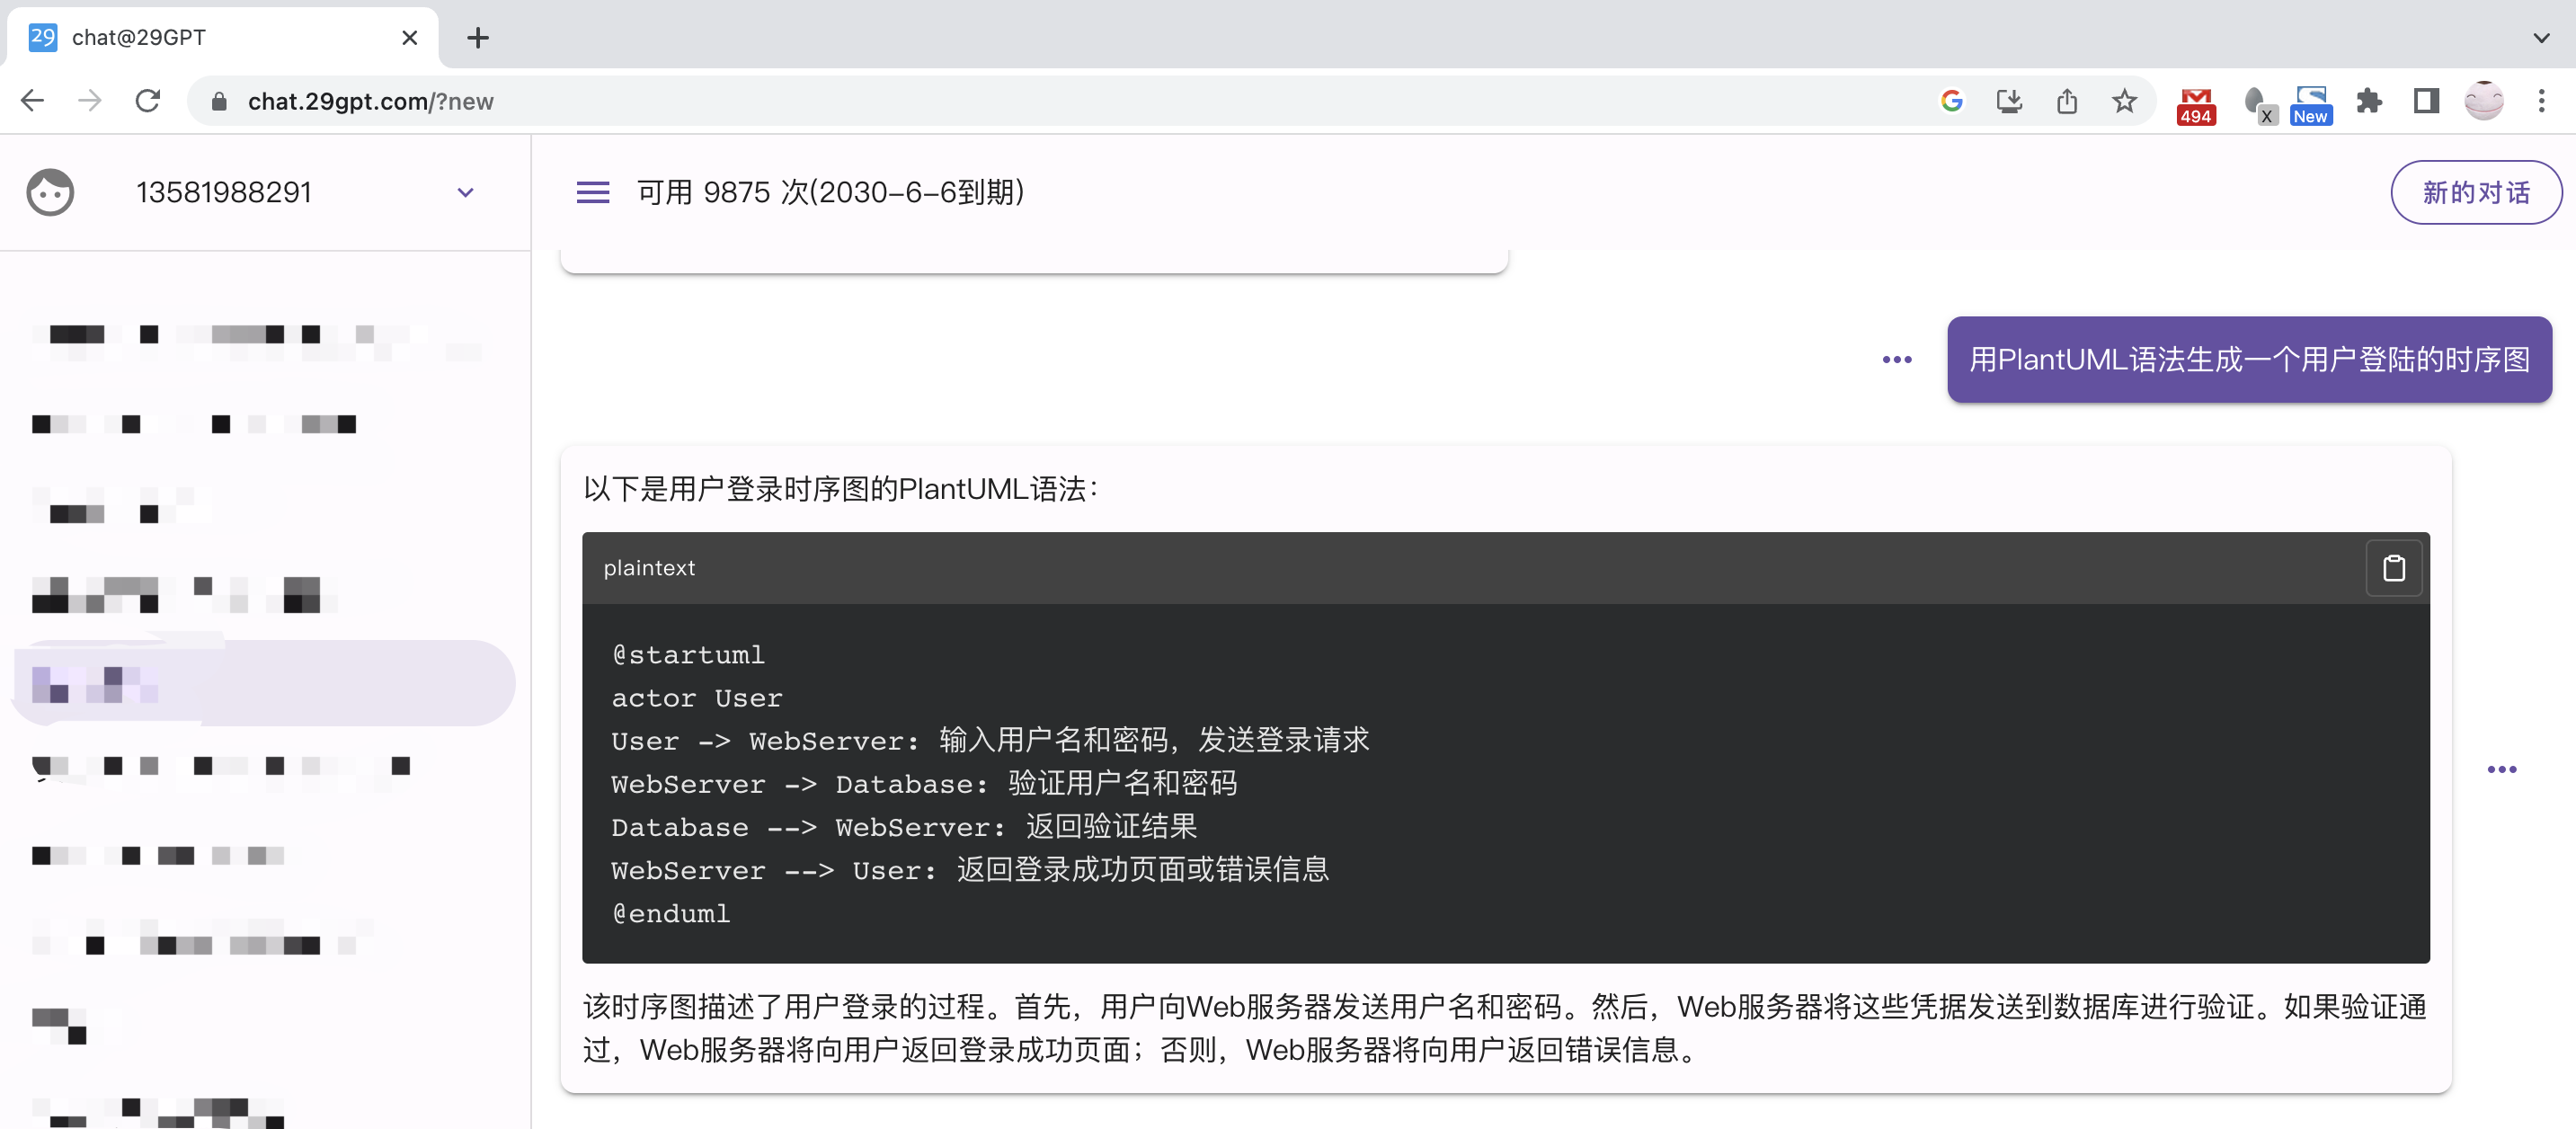 29 chat@29GPT
chat.29gpt.com/?new
494
X
New
13581988291
可用 9875 次(2030-6-6到期)
新的对话
用PlantUML语法生成一个用户登陆的时序图
以下是用户登录时序图的PlantUML语法：
plaintext
@startuml
actor User
User -> WebServer: 输入用户名和密码，发送登录请求
WebServer -> Database: 验证用户名和密码
Database --> WebServer: 返回验证结果
WebServer --> User: 返回登录成功页面或错误信息
@enduml
该时序图描述了用户登录的过程。首先，用户向Web服务器发送用户名和密码。然后，Web服务器将这些凭据发送到数据库进行验证。如果验证通
过，Web服务器将向用户返回登录成功页面；否则，Web服务器将向用户返回错误信息。